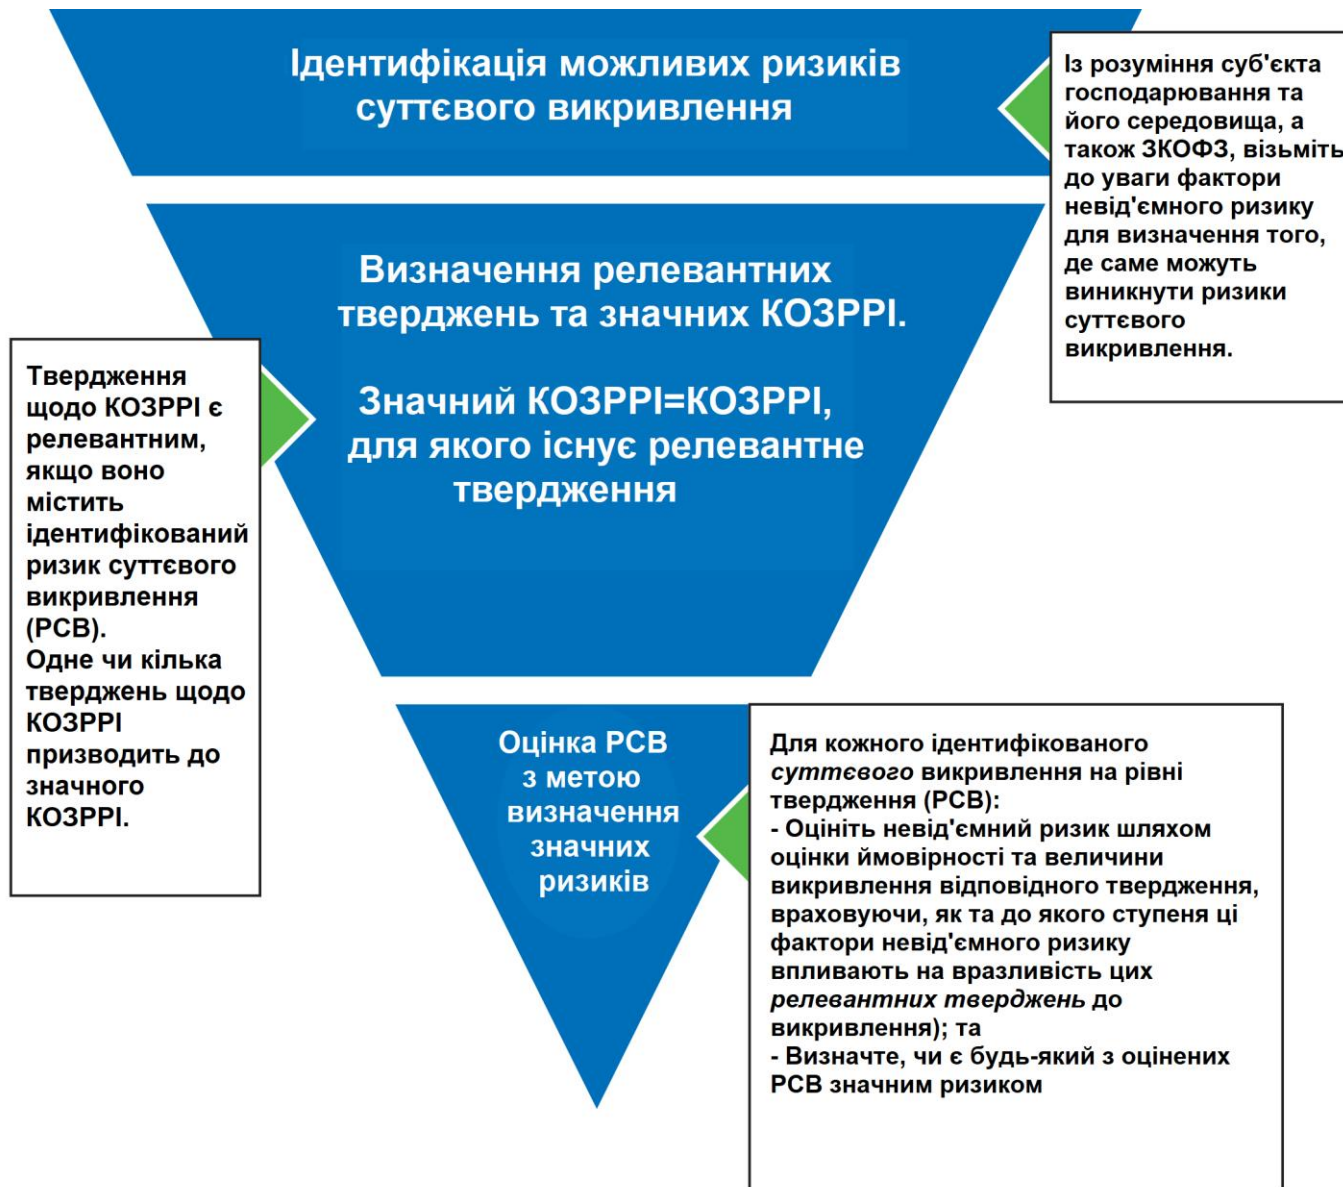 Ідентифікація можливих ризиків
суттєвого викривлення
Із розуміння суб'єкта
господарювання та
його середовища, а
також ЗКОФЗ, візьміть
до уваги фактори
невід'ємного ризику
для визначення того,
де саме можуть
виникнути ризики
суттєвого
викривлення.
Визначення релевантних
тверджень та значних КОЗРРІ.
Значний КОЗРРІ=КОЗРРІ,
для якого існує релевантне
твердження
Твердження
щодо КОЗРРІ є
релевантним,
якщо воно
містить
ідентифікований
ризик суттєвого
викривлення
(РСВ).
Одне чи кілька
тверджень щодо
КОЗРРІ
призводить до
значного
КОЗРРІ.
Оцінка РСВ
з метою
визначення
значних
ризиків
Для кожного ідентифікованого
суттєвого викривлення на рівні
твердження (РСВ):
- Оцініть невід'ємний ризик шляхом
оцінки ймовірності та величини
викривлення відповідного твердження,
враховуючи, як та до якого ступеня ці
фактори невід'ємного ризику
впливають на вразливість цих
релевантних тверджень до
викривлення); та
- Визначте, чи є будь-який з оцінених
РСВ значним ризиком